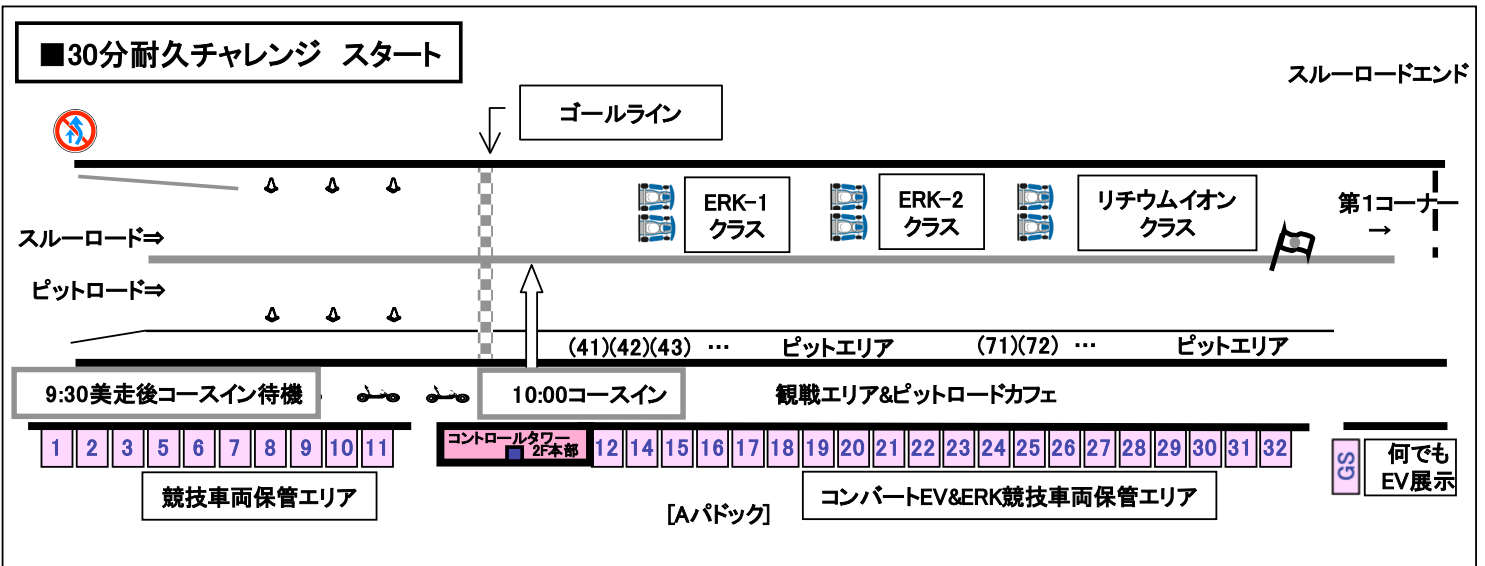 ■30分耐久チャレンジ　スタート
スルーロードエンド
ゴールライン
ERK-1
クラス
ERK-2
クラス
リチウムイオン
クラス
第1コーナー
→
スルーロード⇒
ピットロード⇒
(41)(42)(43) … ピットエリア (71)(72) … ピットエリア
9:30美走後コースイン待機
10:00コースイン
観戦エリア&ピットロードカフェ
1 2 3 5 6 7 8 9 10 11
コントロールタワー
2F本部
12 14 15 16 17 18 19 20 21 22 23 24 25 26 27 28 29 30 31 32
GS
何でも
EV展示
競技車両保管エリア
コンバートEV&ERK競技車両保管エリア
[Aパドック]